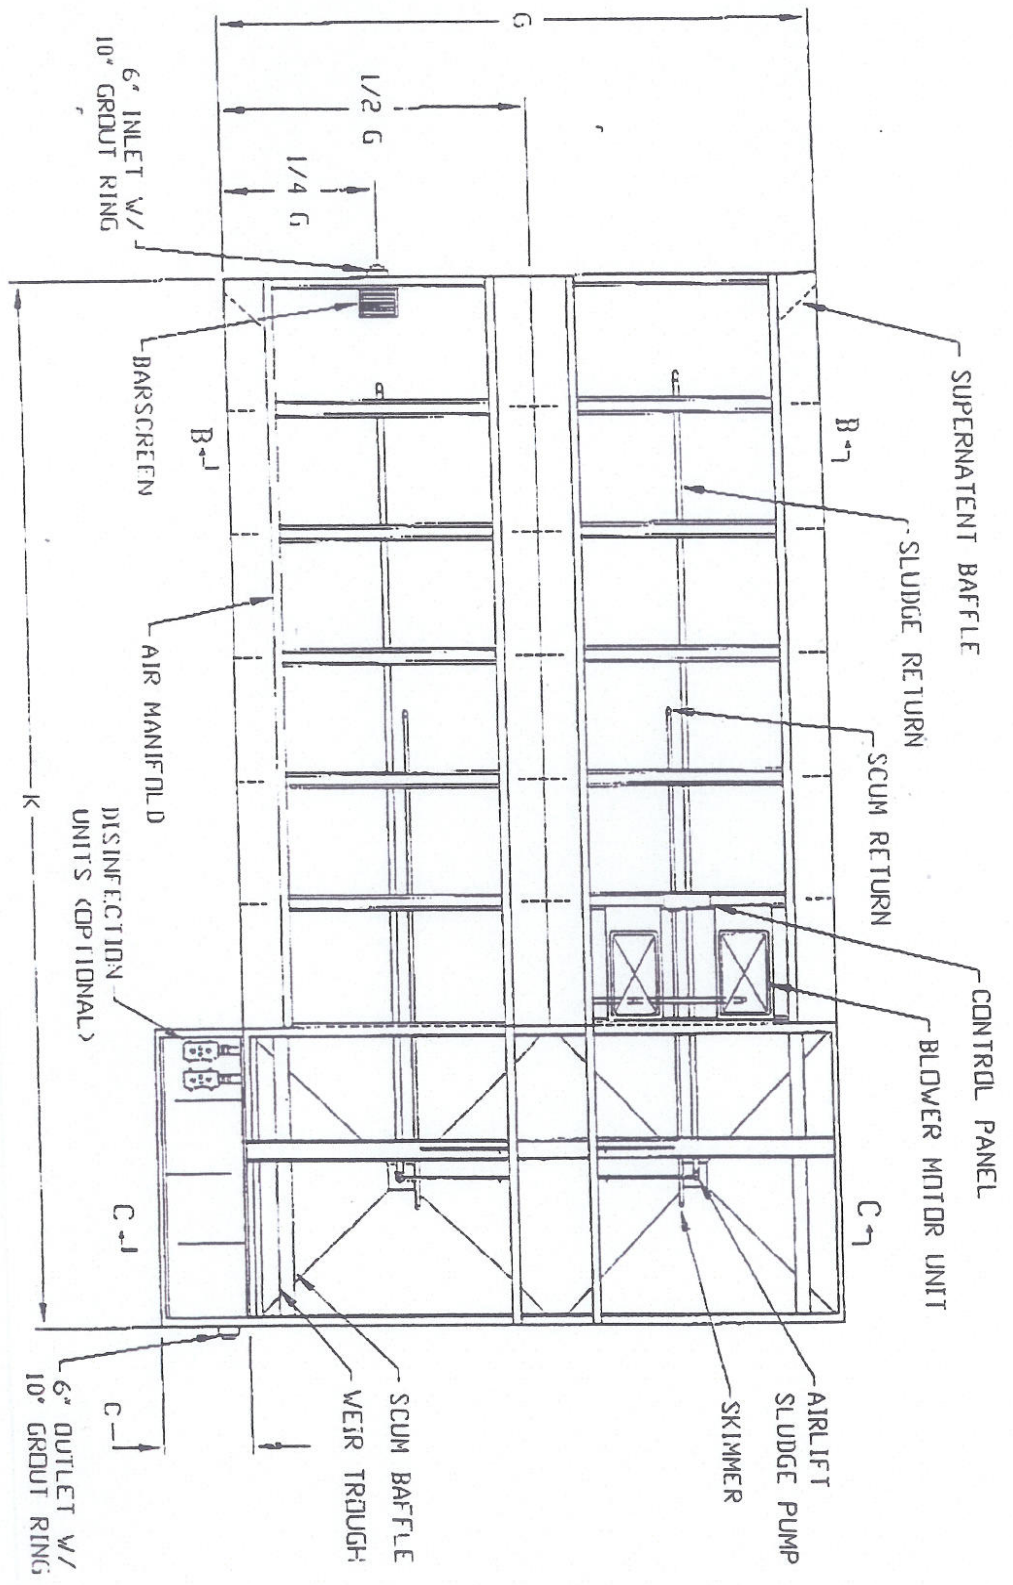 SUPERNATENT BAFFLE
SLUDGE RETURN
SCUM RETURN
CONTROL PANEL
BLOWER MOTOR UNIT
AIRLIFT
SLUDGE PUMP
SKIMMER
B
B
C
C
G
1/2 G
1/4 G
6" INLET W/
10" GROUT RING
BARSCREEN
AIR MANIFOLD
K
DISINFECTION
UNITS (OPTIONAL)
SCUM BAFFLE
WEIR TROUGH
C
6" OUTLET W/
10" GROUT RING